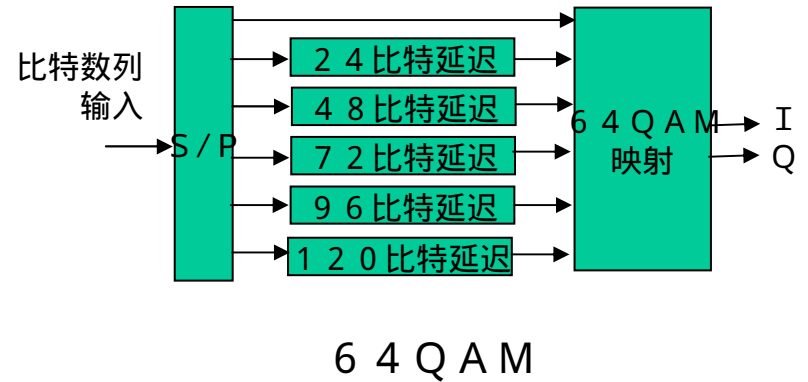 比特数列
输入
S/P
２４比特延迟
４８比特延迟
７２比特延迟
９６比特延迟
１２０比特延迟
６４ＱＡＭ
映射
Ｉ
Ｑ
６４ＱＡＭ